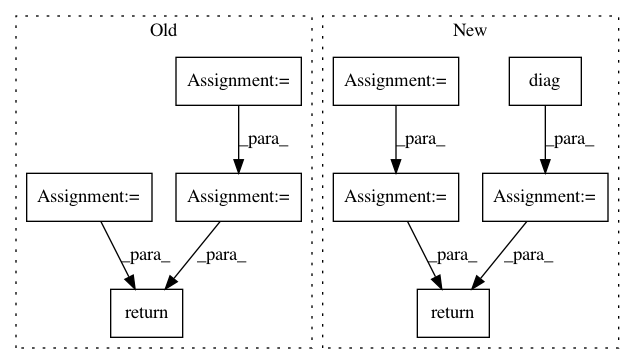 Old
New
Assignment:=
Assignment:=
diag
_para_
_para_
_para_
Assignment:=
Assignment:=
Assignment:=
Assignment:=
_para_
_para_
_para_
_para_
return
return